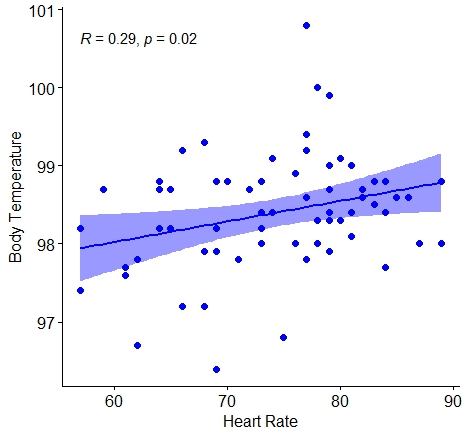 R = 0.29, p = 0.02
101
100
99
98
97
Body Temperature
60 70 80 90
Heart Rate